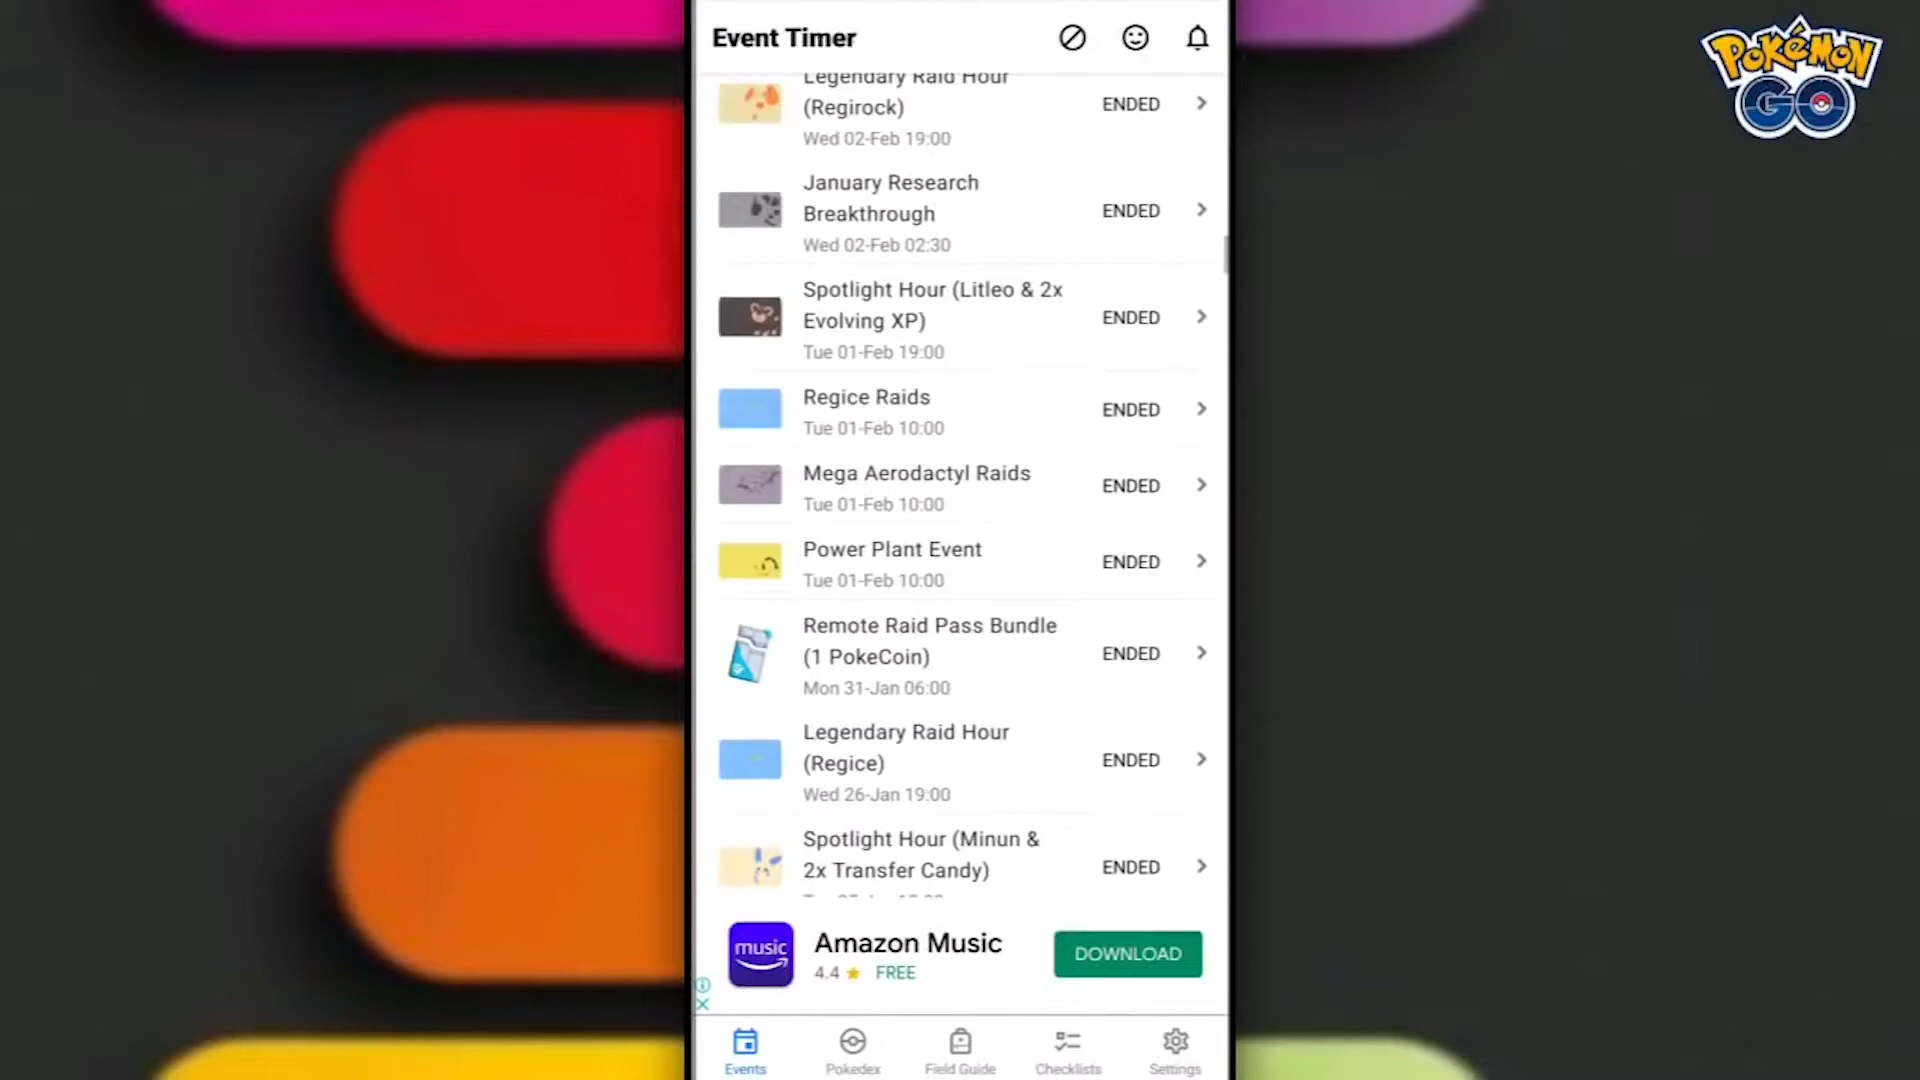 Event Timer
POKÉMON
GO
Legendary Raid Hour
(Regirock)
ENDED
Wed 02-Feb 19:00
January Research
Breakthrough
ENDED
Wed 02-Feb 02:30
Spotlight Hour (Litleo & 2x
Evolving XP)
ENDED
Tue 01-Feb 19:00
Regice Raids
ENDED
Tue 01-Feb 10:00
Mega Aerodactyl Raids
ENDED
Tue 01-Feb 10:00
Power Plant Event
ENDED
Tue 01-Feb 10:00
Remote Raid Pass Bundle
(1 PokeCoin)
ENDED
Mon 31-Jan 06:00
Legendary Raid Hour
(Regice)
ENDED
Wed 26-Jan 19:00
Spotlight Hour (Minun &
2x Transfer Candy)
ENDED
music
Amazon Music
4.4 ★ FREE
DOWNLOAD
Events
Pokedex
Field Guide
Checklists
Settings